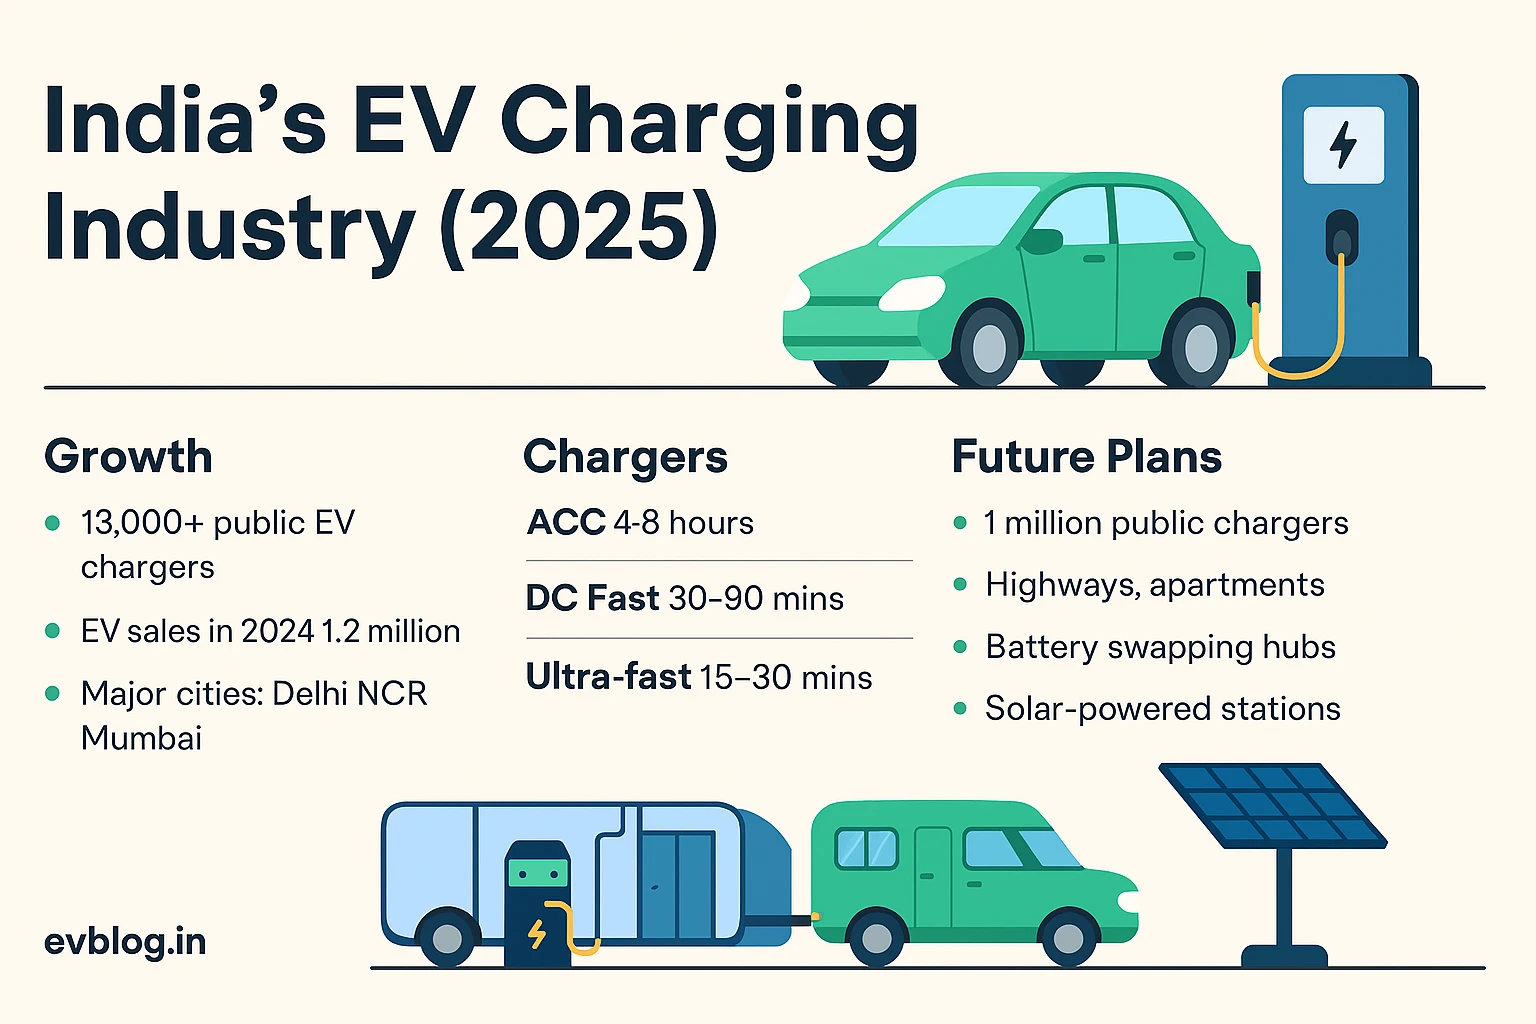 India’s EV Charging
Industry (2025)
Growth
13,000+ public EV
chargers
EV sales in 2024 1.2 million
Major cities: Delhi NCR
Mumbai
Chargers
ACC 4-8 hours
DC Fast 30–90 mins
Ultra-fast 15–30 mins
Future Plans
1 million public chargers
Highways, apartments
Battery swapping hubs
Solar-powered stations
evblog.in